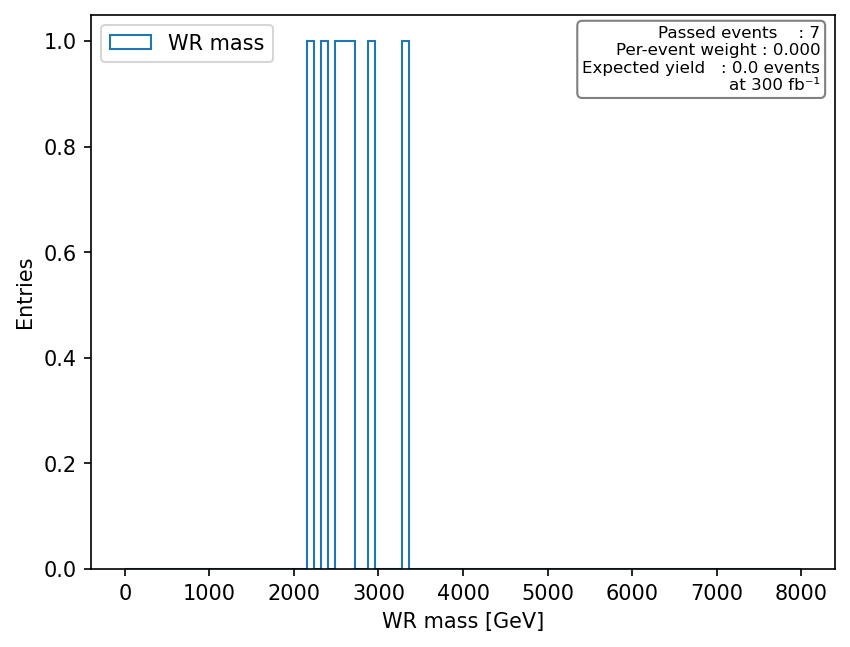 WR mass
Passed events    : 7
Per-event weight : 0.000
Expected yield   : 0.0 events
at 300 fb⁻¹
1.0
0.8
0.6
0.4
0.2
0.0
Entries
0 1000 2000 3000 4000 5000 6000 7000 8000
WR mass [GeV]